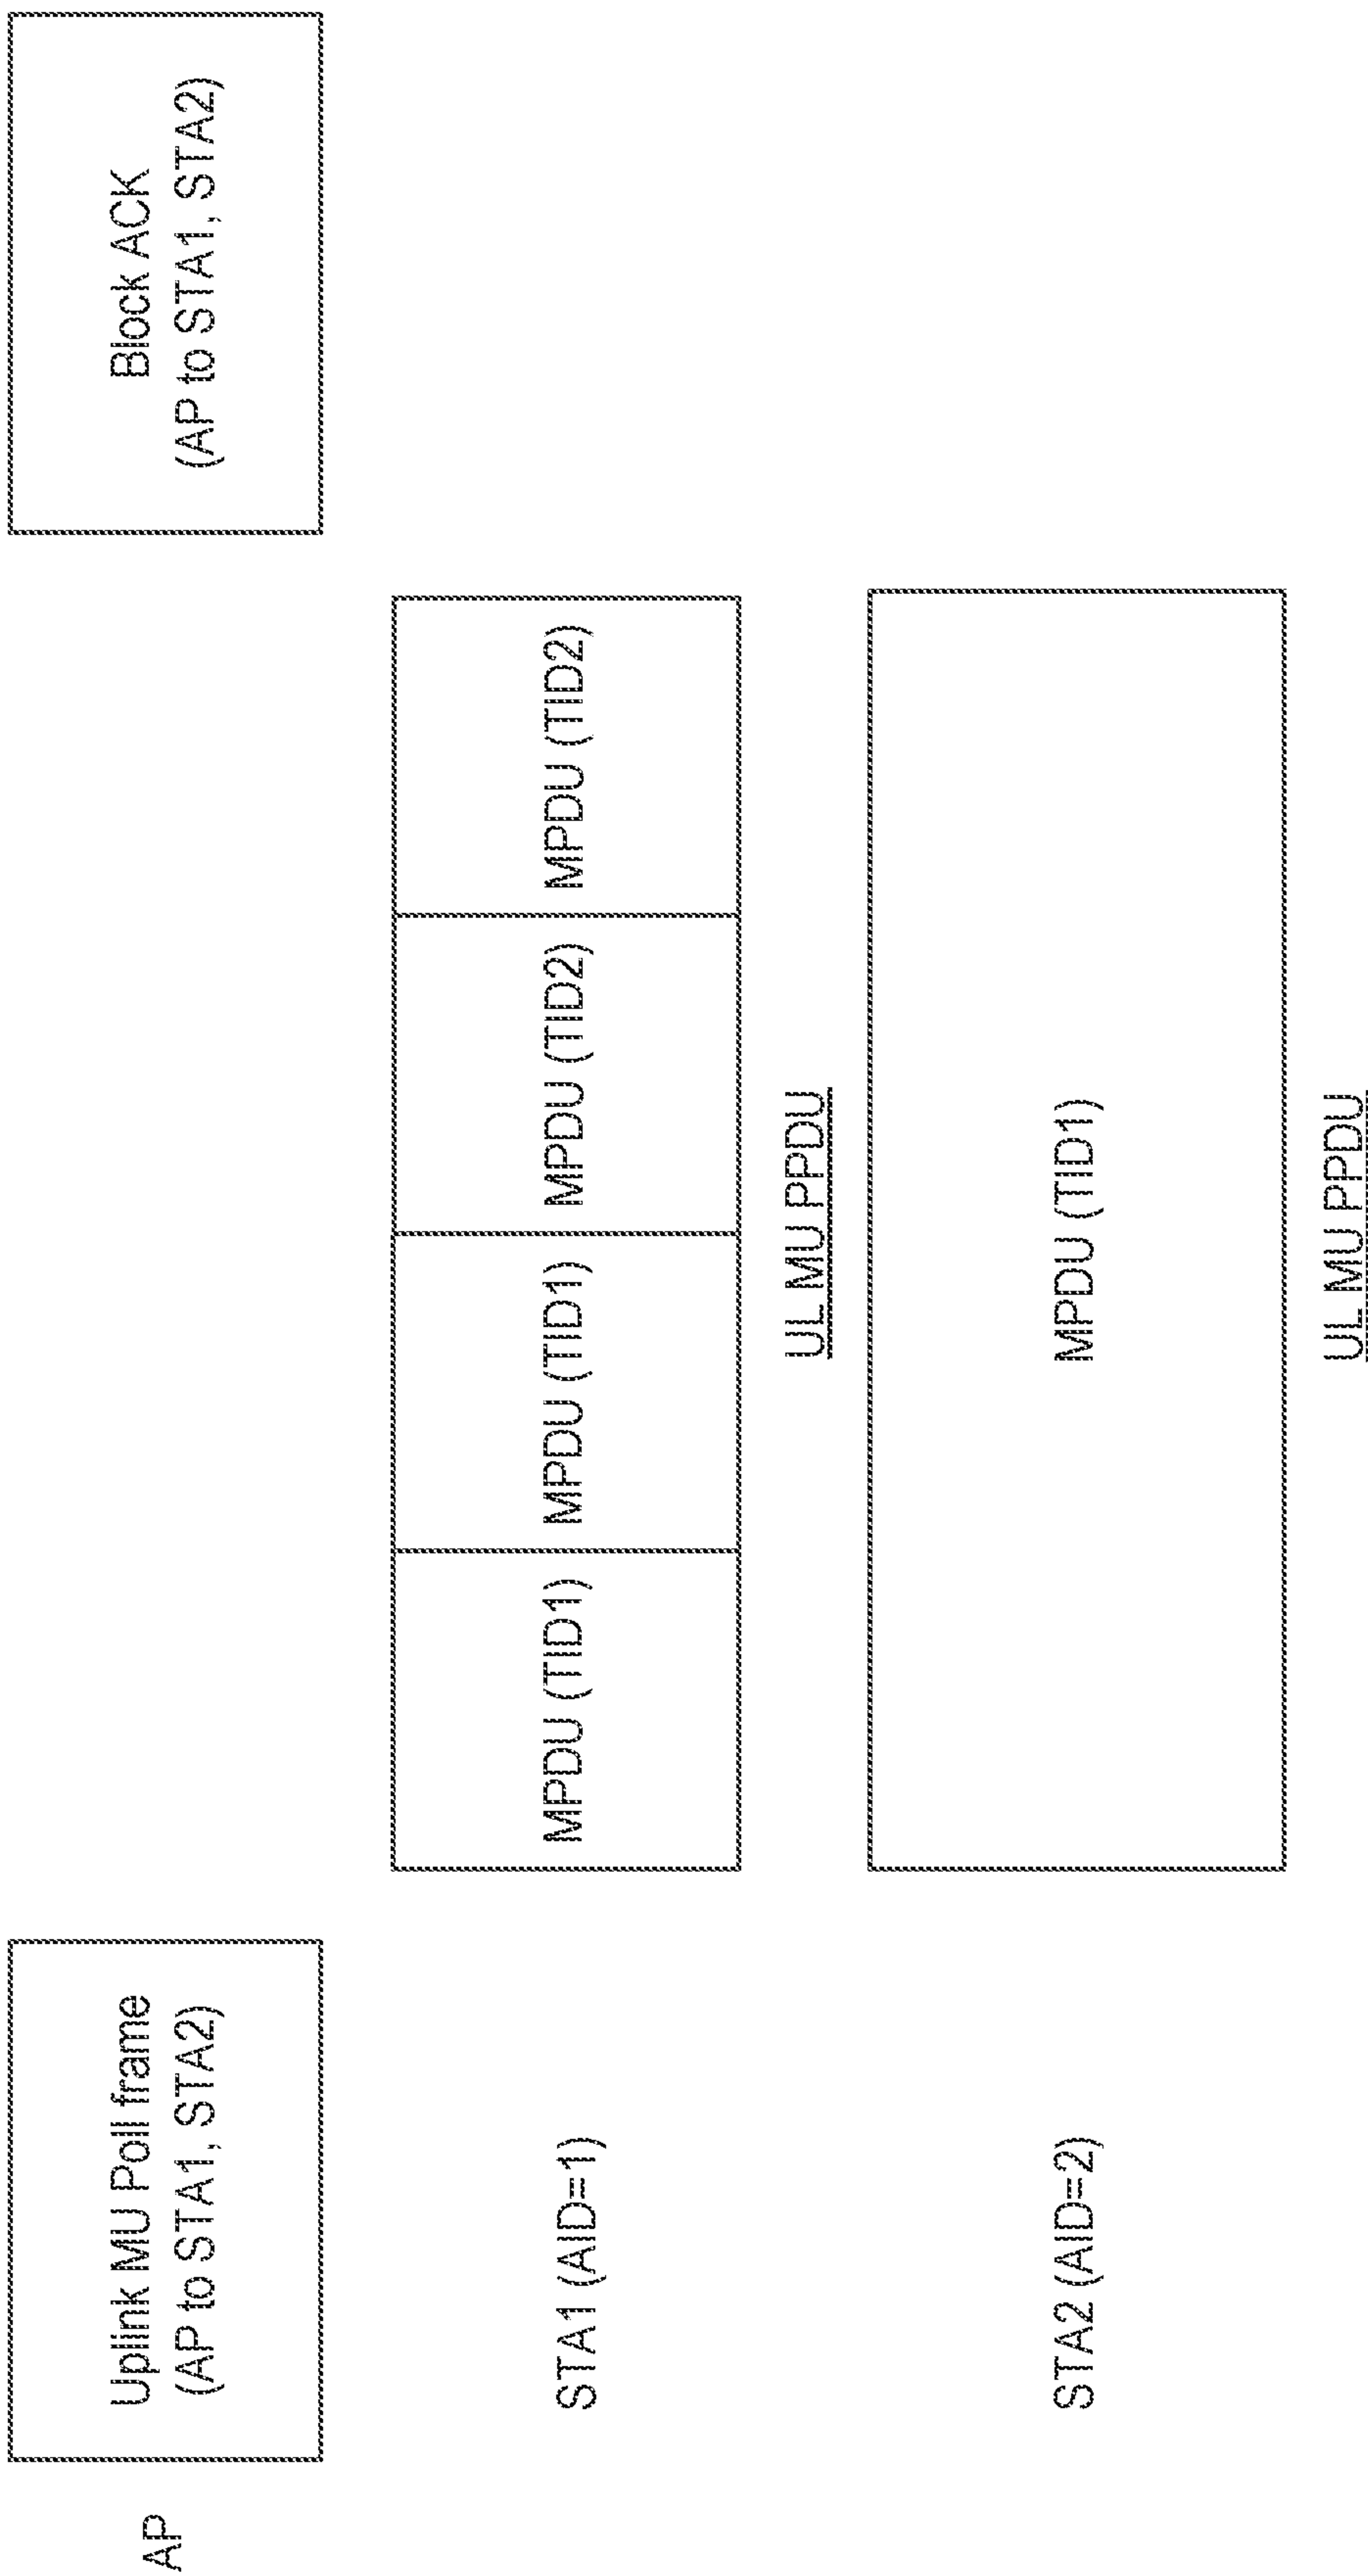 AP
Uplink MU Poll frame
(AP to STA1, STA2)
Block ACK
(AP to STA1, STA2)
STA1 (AID=1)
MPDU (TID1)
MPDU (TID1)
MPDU (TID2)
MPDU (TID2)
UL MU PPDU
STA2 (AID=2)
MPDU (TID1)
UL MU PPDU